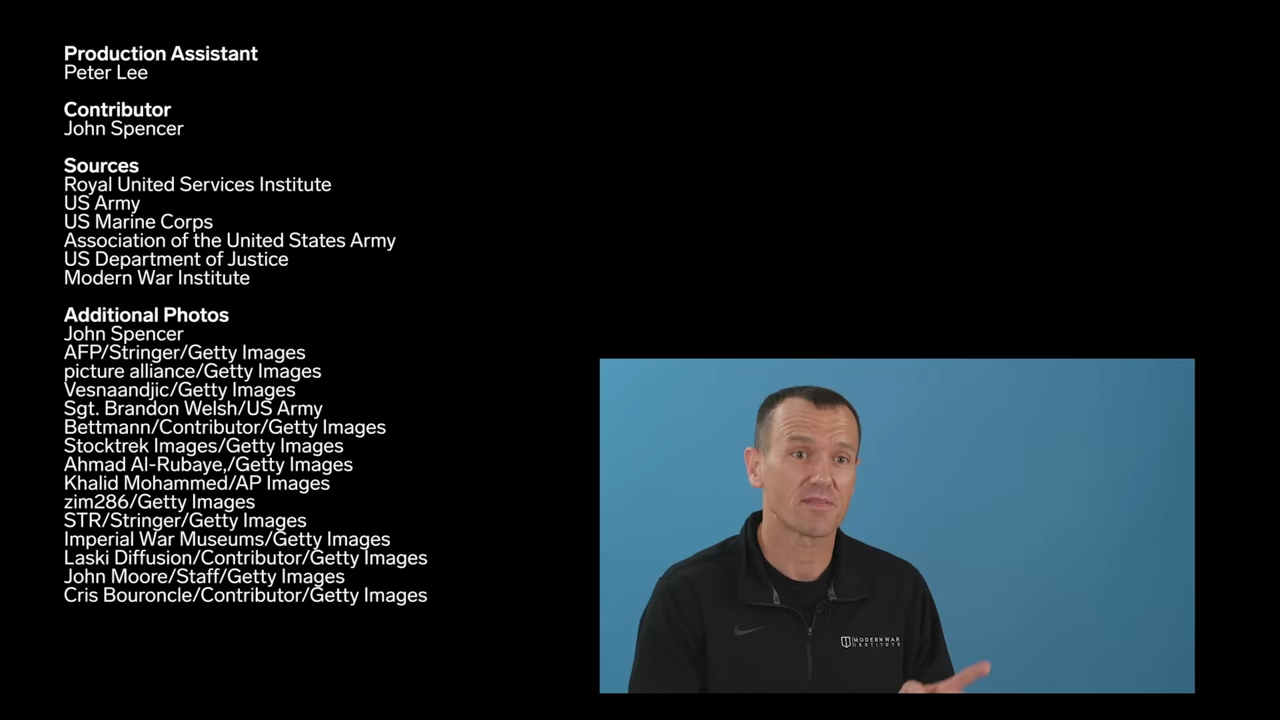 Production Assistant
Peter Lee
Contributor
John Spencer
Sources
Royal United Services Institute
US Army
US Marine Corps
Association of the United States Army
US Department of Justice
Modern War Institute
Additional Photos
John Spencer
AFP/Stringer/Getty Images
picture alliance/Getty Images
Vesnaandjic/Getty Images
Sgt. Brandon Welsh/US Army
Bettmann/Contributor/Getty Images
Stocktrek Images/Getty Images
Ahmad Al-Rubaye,/Getty Images
Khalid Mohammed/AP Images
zim286/Getty Images
STR/Stringer/Getty Images
Imperial War Museums/Getty Images
Laski Diffusion/Contributor/Getty Images
John Moore/Staff/Getty Images
Cris Bouroncle/Contributor/Getty Images
MODERN WAR
INSTITUTE